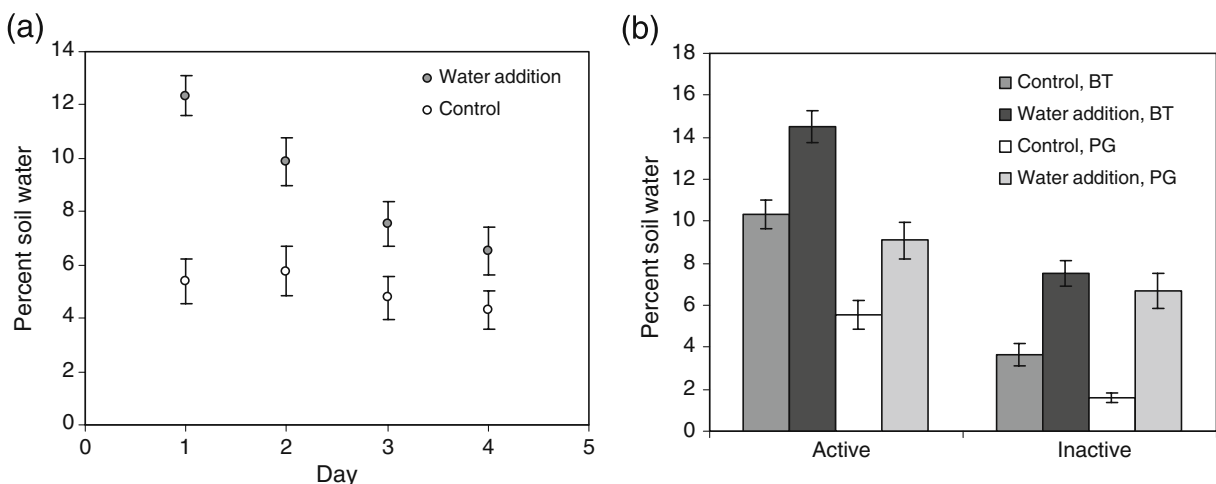 (a)
14
12
10
8
6
4
2
0
Percent soil water
0 1 2 3 4 5
Day
Water addition
Control
(b)
18
16
14
12
10
8
6
4
2
0
Percent soil water
Active Inactive
Control, BT
Water addition, BT
Control, PG
Water addition, PG